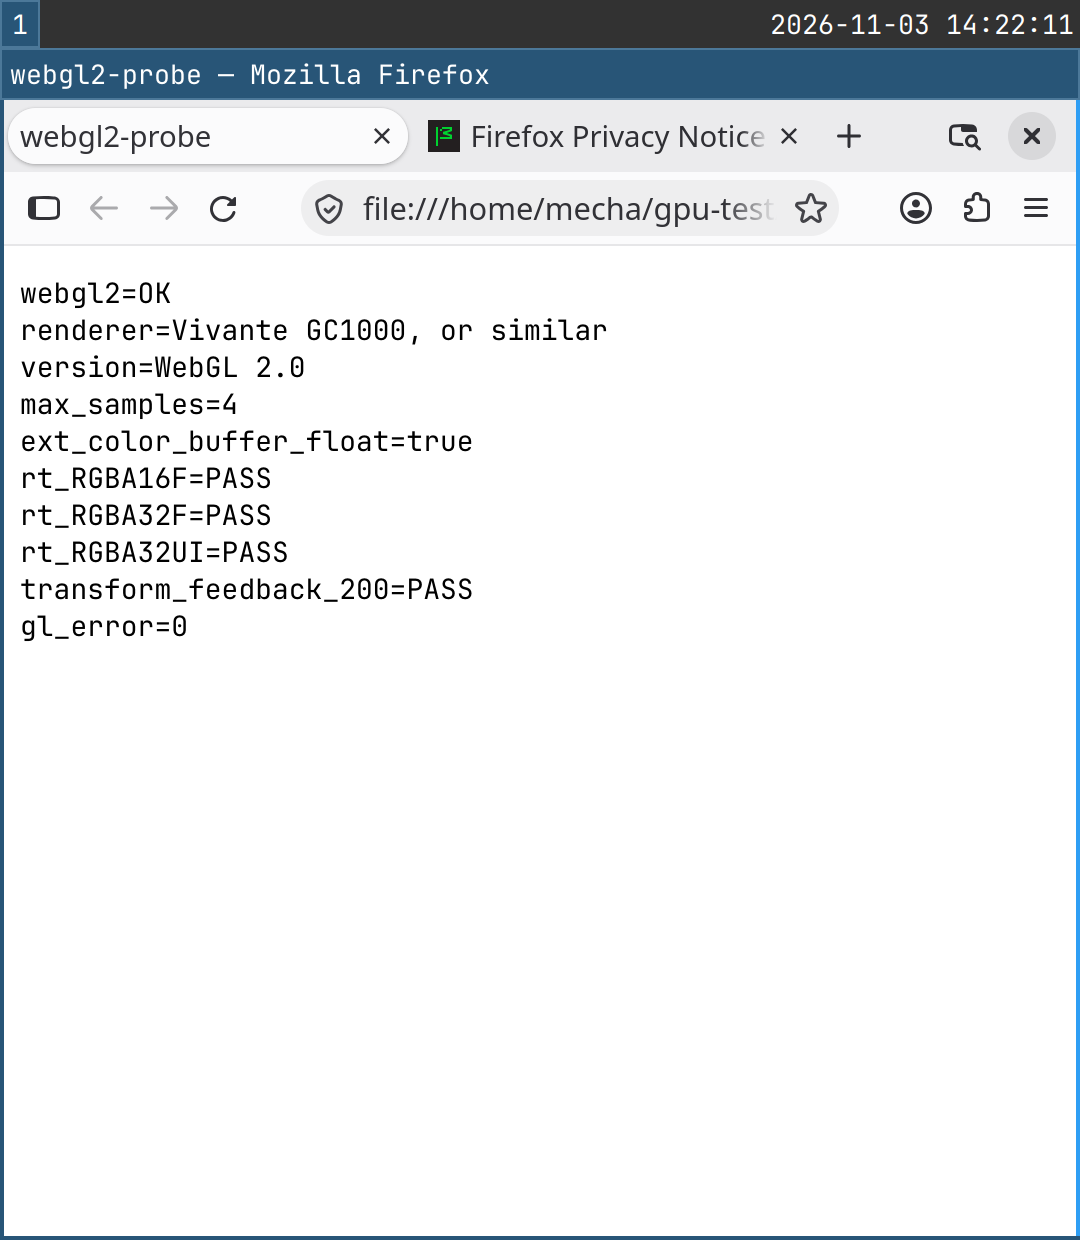 1
2026-11-03 14:22:11
webgl2-probe — Mozilla Firefox
webgl2-probe
Firefox Privacy Notice
file:///home/mecha/gpu-test
webgl2=OK
renderer=Vivante GC1000, or similar
version=WebGL 2.0
max_samples=4
ext_color_buffer_float=true
rt_RGBA16F=PASS
rt_RGBA32F=PASS
rt_RGBA32UI=PASS
transform_feedback_200=PASS
gl_error=0